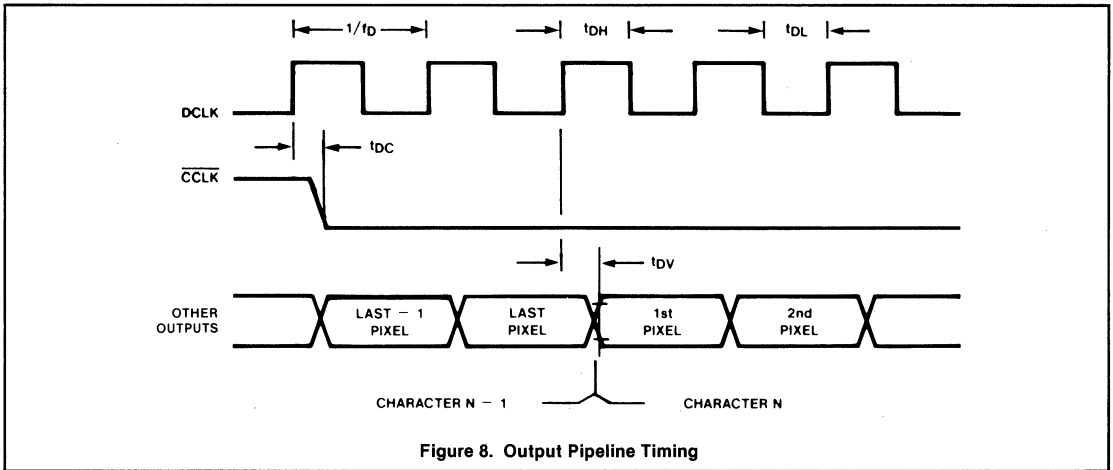 1/fD
tDH
tDL
DCLK
tDC
CCLK
tDV
OTHER
OUTPUTS
LAST – 1
PIXEL
LAST
PIXEL
1st
PIXEL
2nd
PIXEL
CHARACTER N – 1
CHARACTER N
Figure 8. Output Pipeline Timing